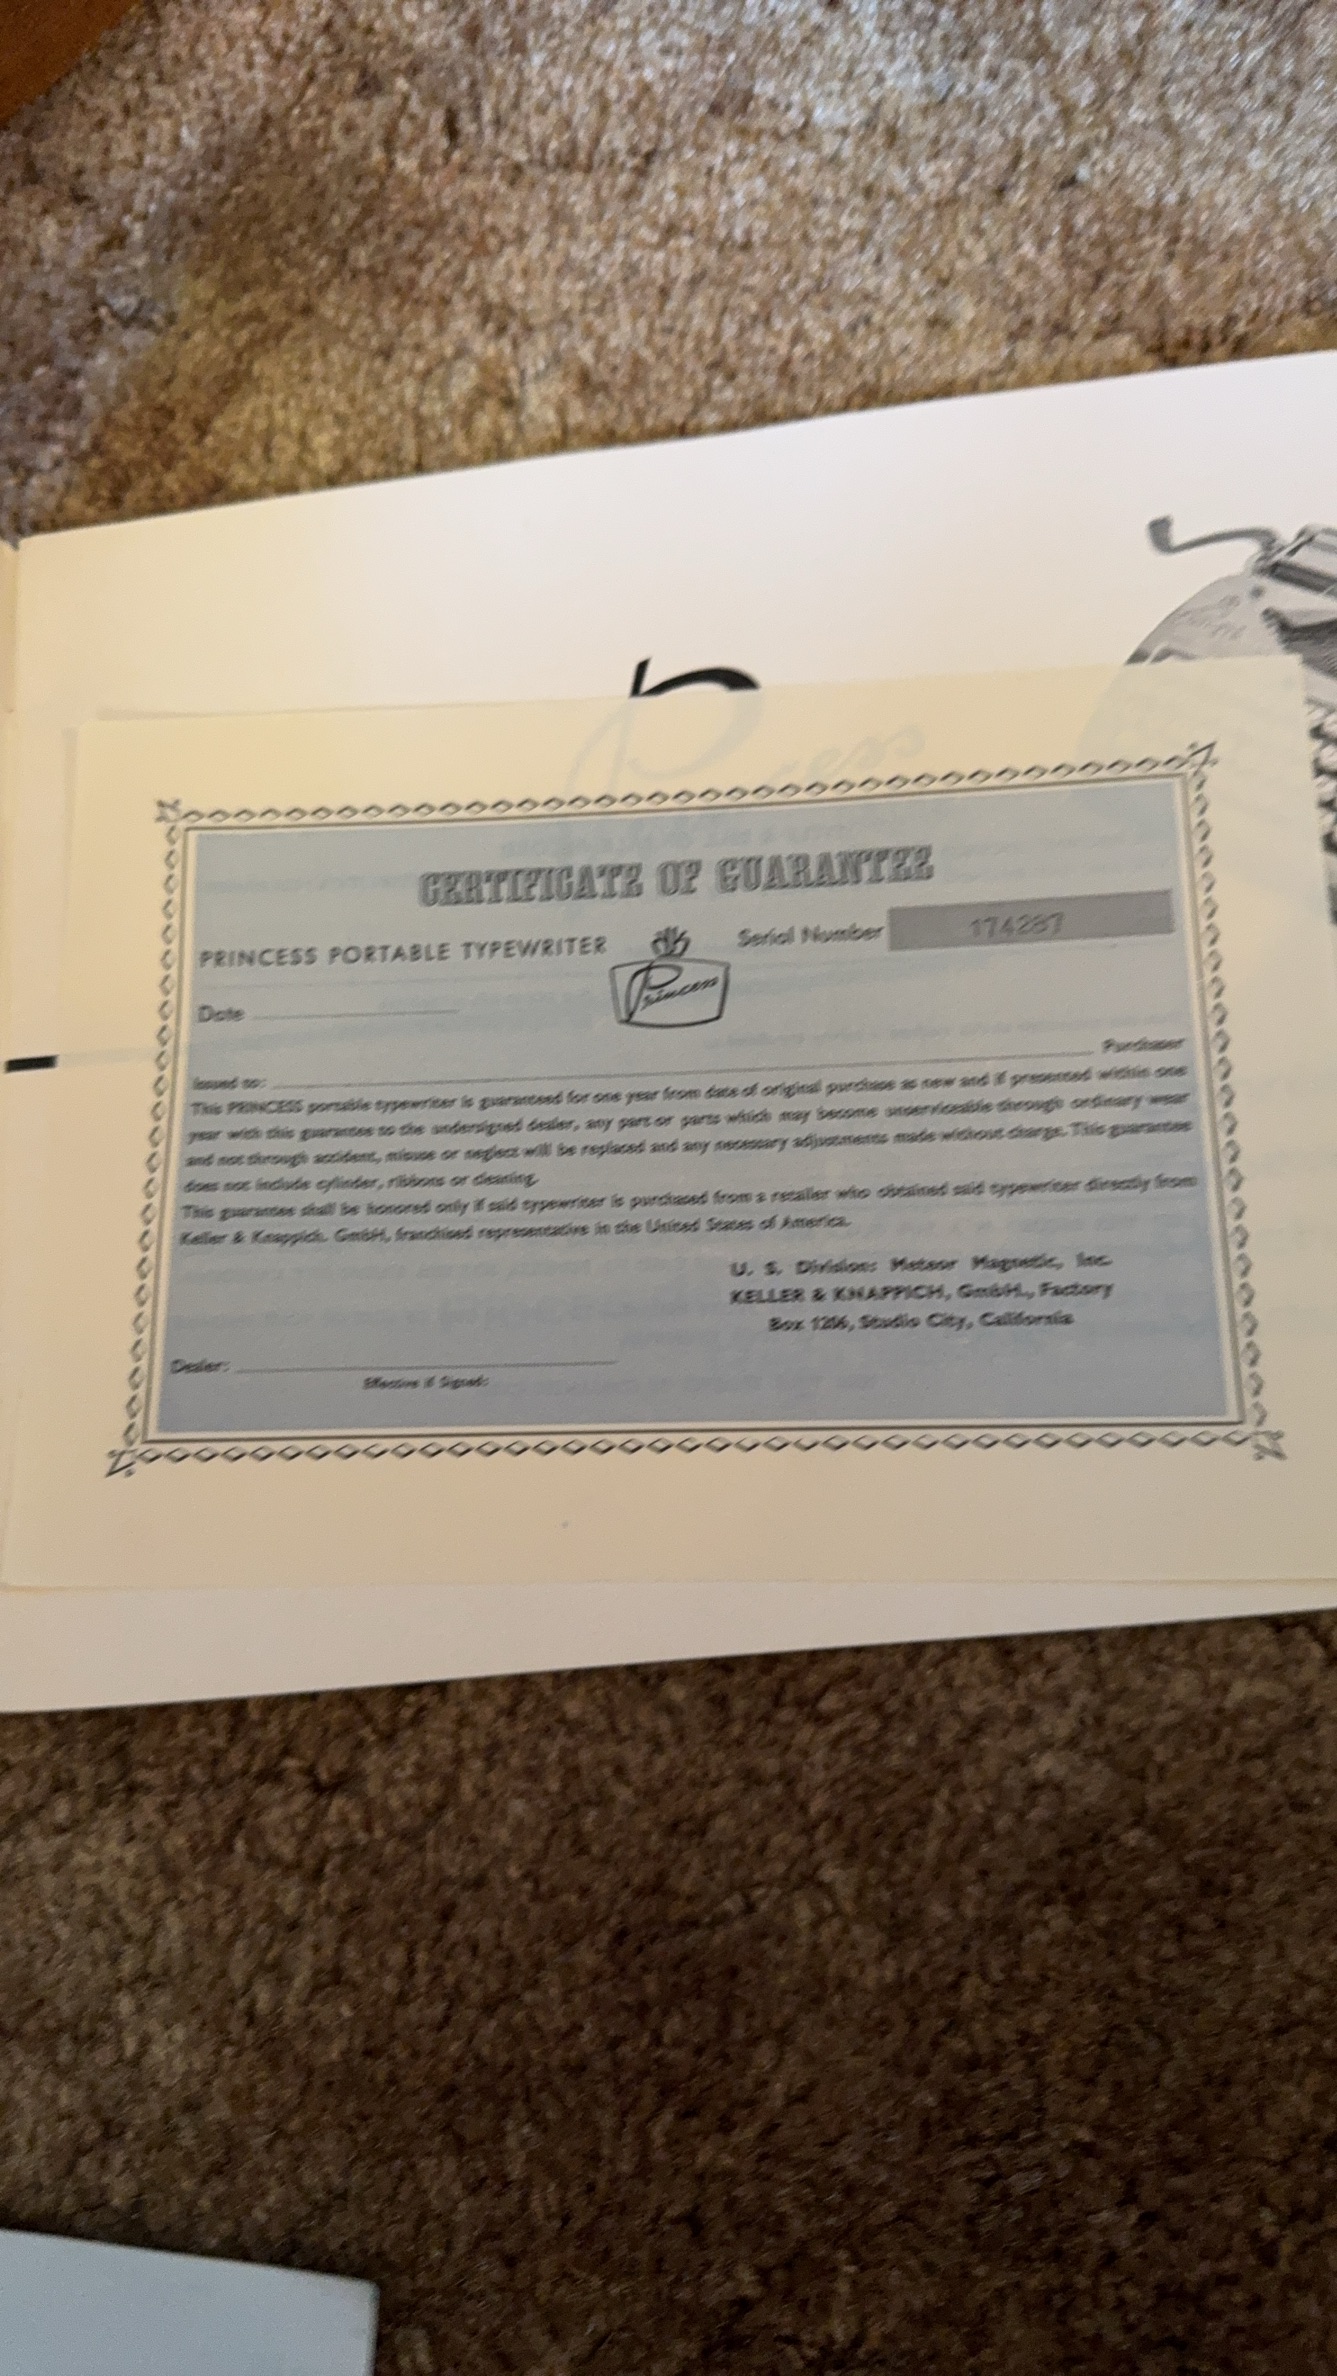 CERTIFICATE OF GUARANTEE
PRINCESS PORTABLE TYPEWRITER
Princess
Serial Number 174287
Date
Issued to: Purchaser
This PRINCESS portable typewriter is guaranteed for one year from date of original purchase as new and if presented within one
year with this guarantee to the undersigned dealer, any part or parts which may become unserviceable through ordinary wear
and not through accident, misuse or neglect will be replaced and any necessary adjustments made without charge. This guarantee
does not include cylinder, ribbons or cleaning.
This guarantee shall be honored only if said typewriter is purchased from a retailer who obtained said typewriter directly from
Keller & Knappich, GmbH, franchised representative in the United States of America.
U. S. Division: Meteor Magnetic, Inc.
KELLER & KNAPPICH, GmbH., Factory
Box, Studio City, California
Dealer:
Effective if Signed: